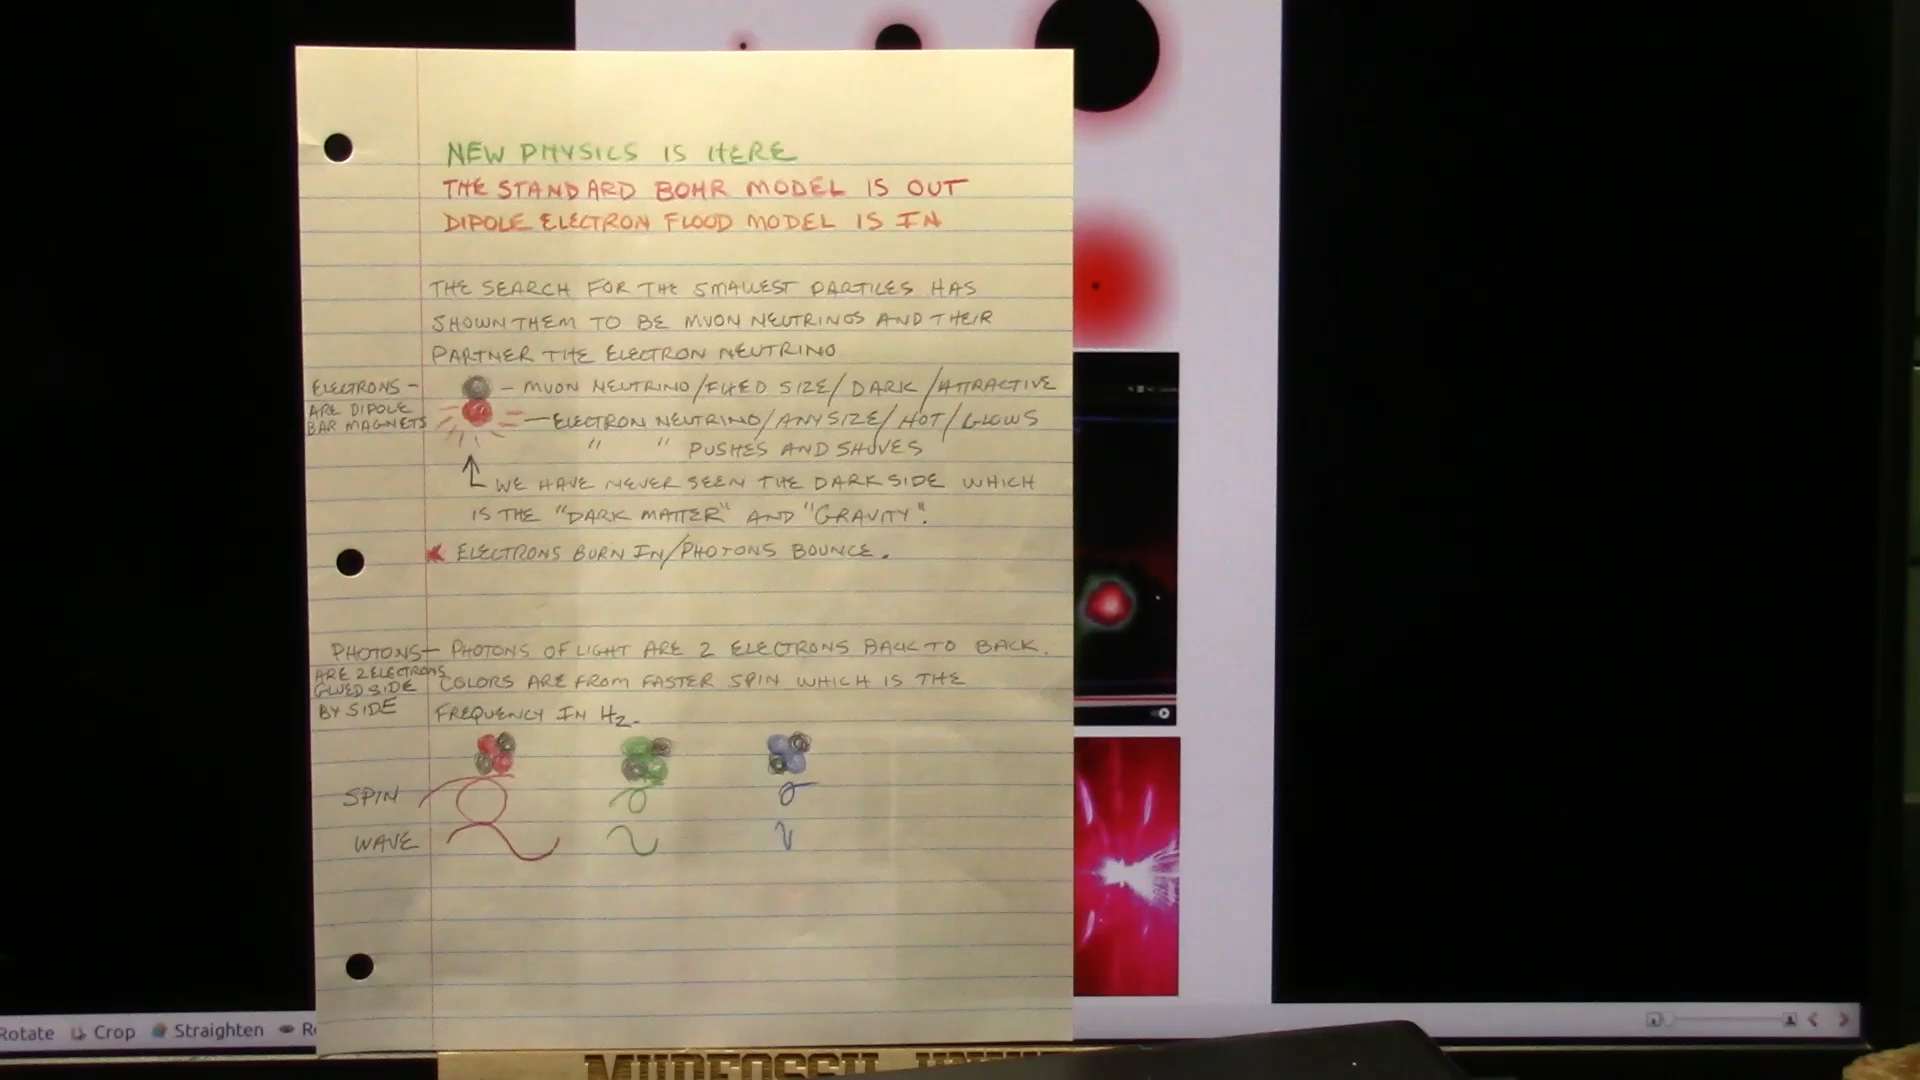 NEW PHYSICS IS HERE
THE STANDARD BOHR MODEL IS OUT
DIPOLE ELECTRON FLOOD MODEL IS IN
THE SEARCH FOR THE SMALLEST PARTILES HAS
SHOWN THEM TO BE MUON NEUTRINOS AND THEIR
PARTNER THE ELECTRON NEUTRINO
ELECTRONS -
ARE DIPOLE
BAR MAGNETS
- MUON NEUTRINO/FIXED SIZE/DARK/ATTRACTIVE
- ELECTRON NEUTRINO/ANY SIZE/HOT/GLOWS
" " PUSHES AND SHOVES
WE HAVE NEVER SEEN THE DARK SIDE WHICH
IS THE "DARK MATTER" AND "GRAVITY".
* ELECTRONS BURN IN/PHOTONS BOUNCE.
PHOTONS -
ARE 2 ELECTRONS
GLUED SIDE
BY SIDE
PHOTONS OF LIGHT ARE 2 ELECTRONS BACK TO BACK.
COLORS ARE FROM FASTER SPIN WHICH IS THE
FREQUENCY IN HZ.
SPIN
WAVE
Rotate Crop Straighten